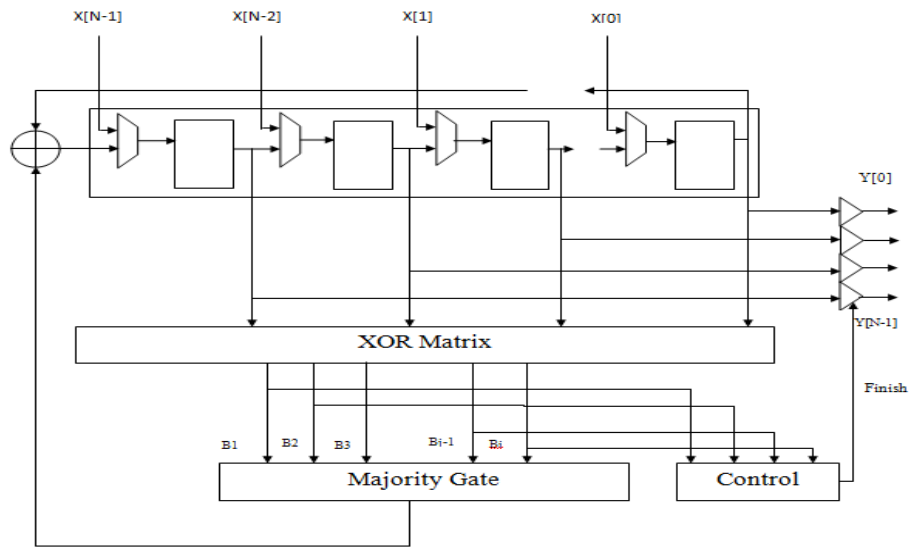 X[N-1]
X[N-2]
X[1]
X[0]
Y[0]
Y[N-1]
XOR Matrix
Finish
B1
B2
B3
Bi-1
Bi
Majority Gate
Control